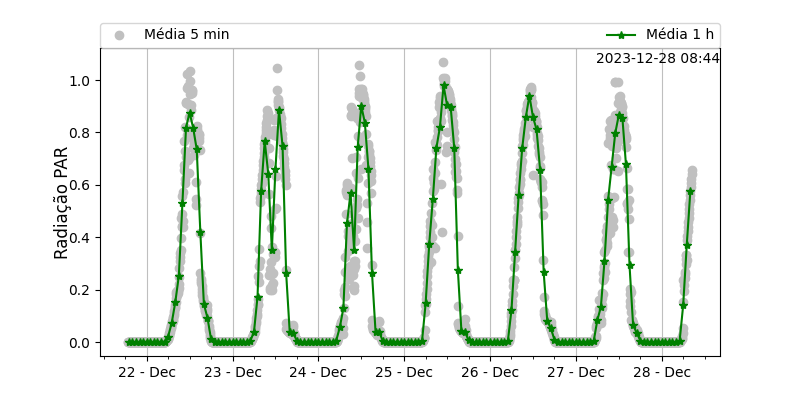 Média 5 min
Média 1 h
2023-12-28 08:44
Radiação PAR
1.0
0.8
0.6
0.4
0.2
0.0
22 - Dec
23 - Dec
24 - Dec
25 - Dec
26 - Dec
27 - Dec
28 - Dec